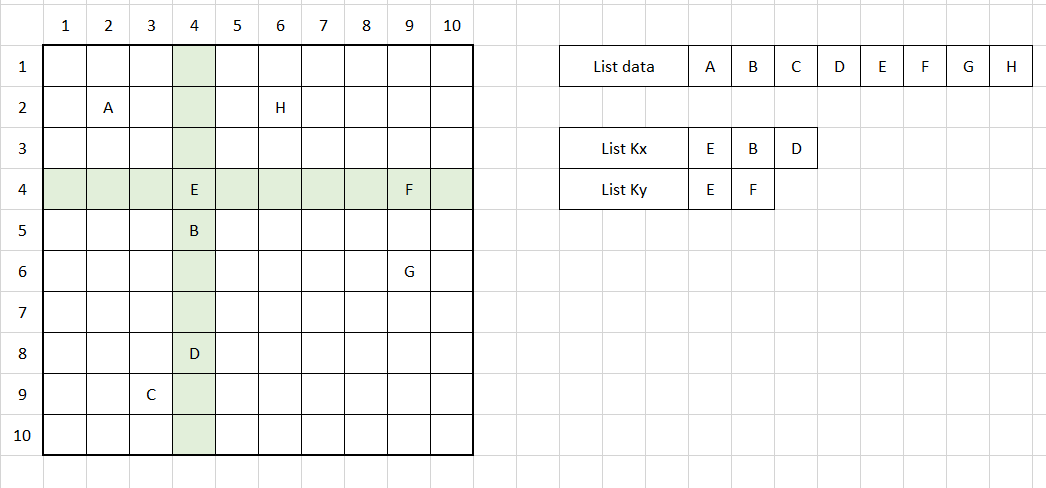 1 2 3 4 5 6 7 8 9 10
1 List data A B C D E F G H
2 A H
3 List Kx E B D
4 E F List Ky E F
5 B
6 G
7
8 D
9 C
10